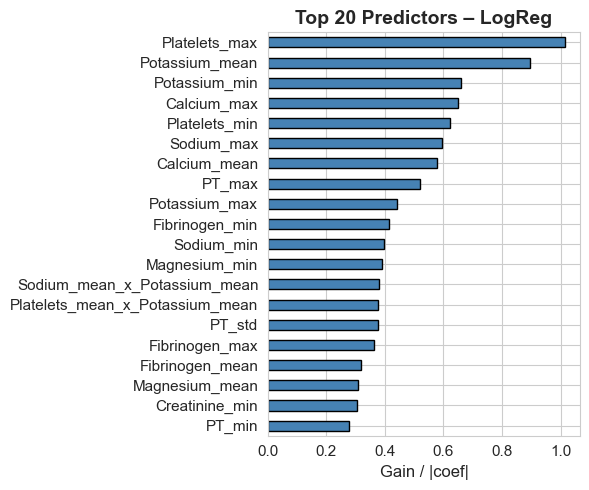 Top 20 Predictors – LogReg
Platelets_max
Potassium_mean
Potassium_min
Calcium_max
Platelets_min
Sodium_max
Calcium_mean
PT_max
Potassium_max
Fibrinogen_min
Sodium_min
Magnesium_min
Sodium_mean_x_Potassium_mean
Platelets_mean_x_Potassium_mean
PT_std
Fibrinogen_max
Fibrinogen_mean
Magnesium_mean
Creatinine_min
PT_min
0.0 0.2 0.4 0.6 0.8 1.0
Gain / |coef|